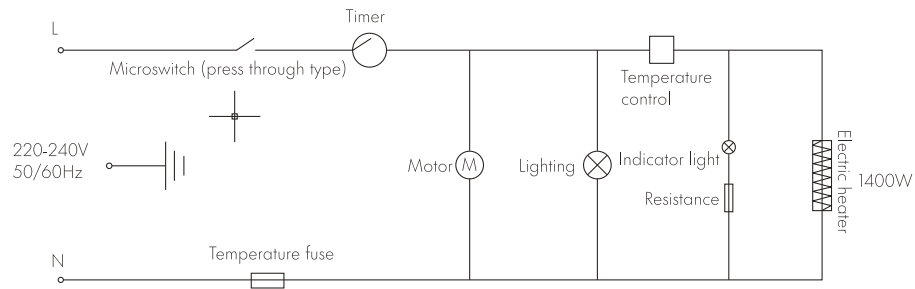 Timer
L
Microswitch (press through type)
Temperature
control
220-240V
50/60Hz
Motor
M
Lighting
Indicator light
Resistance
Electric heater
1400W
N
Temperature fuse